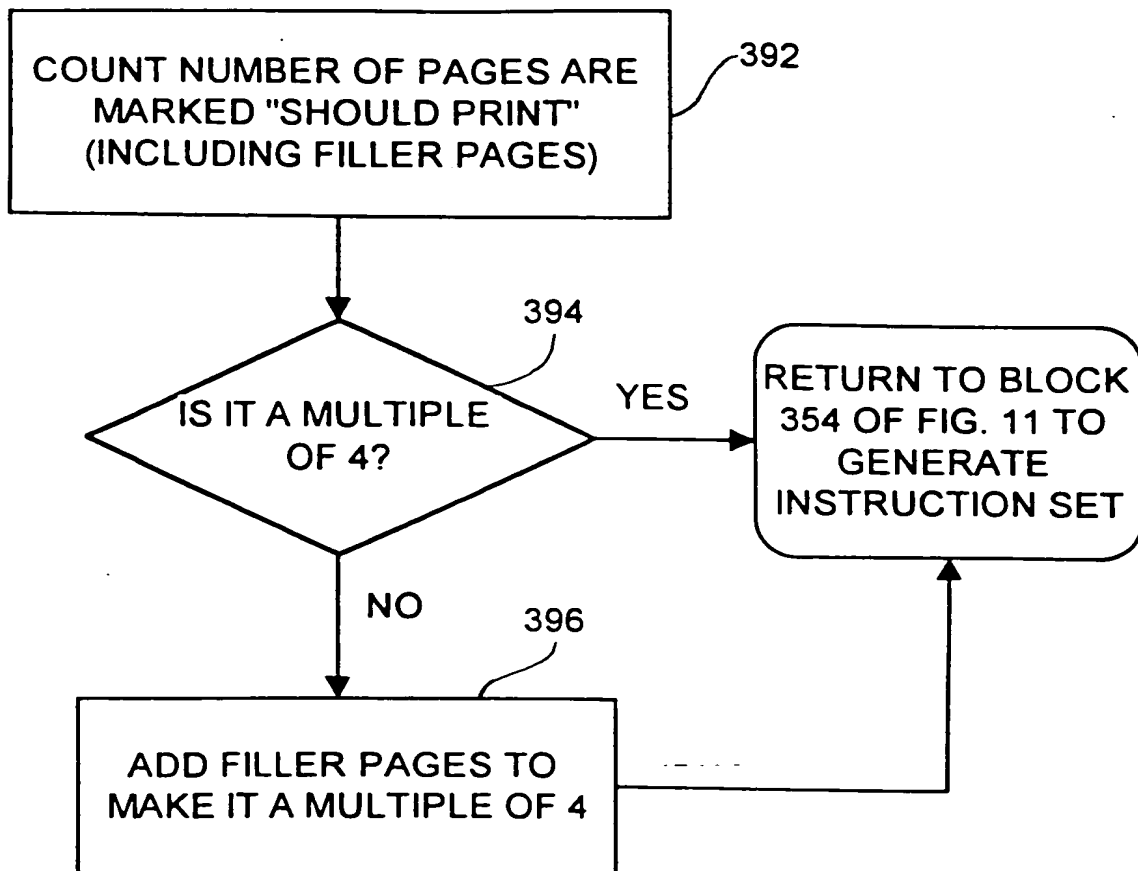 COUNT NUMBER OF PAGES ARE
MARKED "SHOULD PRINT"
(INCLUDING FILLER PAGES)
392
394
IS IT A MULTIPLE
OF 4?
YES
RETURN TO BLOCK
354 OF FIG. 11 TO
GENERATE
INSTRUCTION SET
NO
396
ADD FILLER PAGES TO
MAKE IT A MULTIPLE OF 4